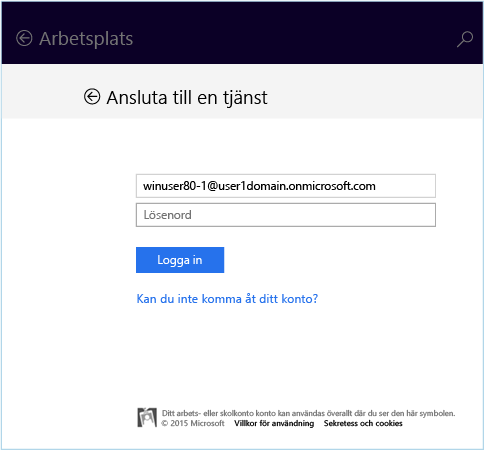 Arbetsplats
Ansluta till en tjänst
winuser80-1@user1domain.onmicrosoft.com
Lösenord
Logga in
Kan du inte komma åt ditt konto?
Ditt arbets- eller skolkonto konto kan användas överallt där du ser den här symbolen.
© 2015 Microsoft Villkor för användning Sekretess och cookies